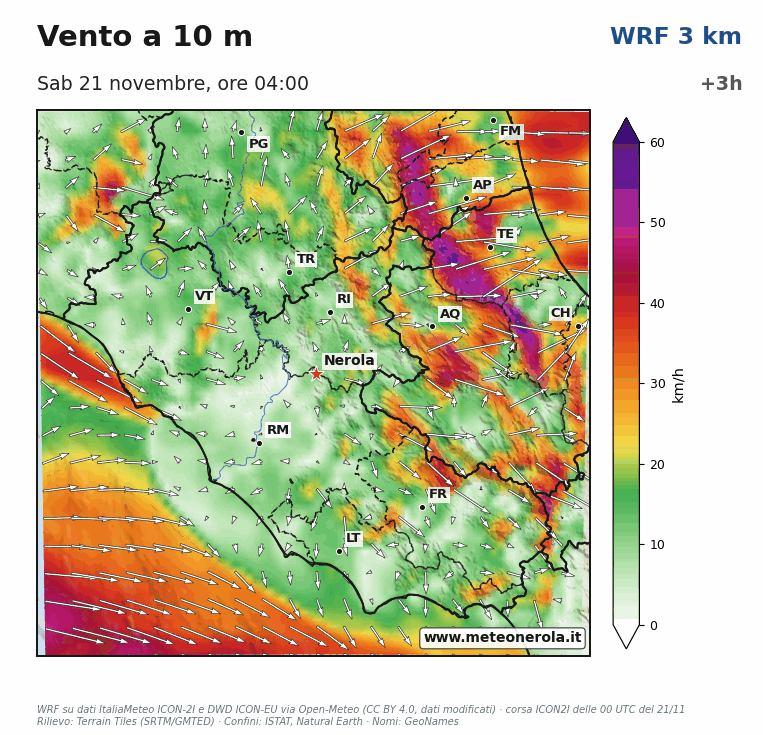 Vento a 10 m
WRF 3 km
Sab 21 novembre, ore 04:00
+3h
FM
PG
AP
TE
TR
VT
RI
AQ
CH
Nerola
RM
FR
LT
www.meteonerola.it
60
50
40
30
20
10
0
km/h
WRF su dati ItaliaMeteo ICON-2I e DWD ICON-EU via Open-Meteo (CC BY 4.0, dati modificati) · corsa ICON2I delle 00 UTC del 21/11
Rilievo: Terrain Tiles (SRTM/GMTED) · Confini: ISTAT, Natural Earth · Nomi: GeoNames